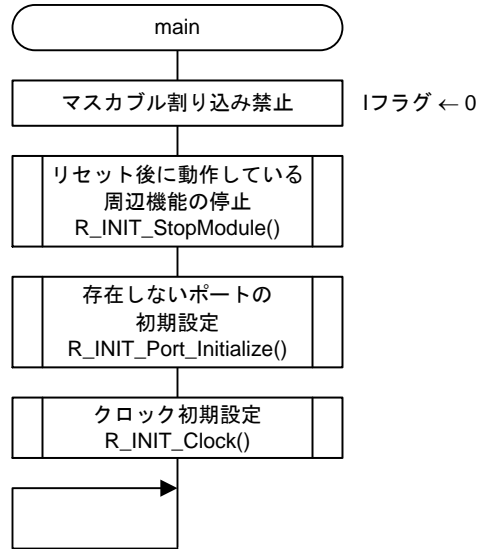 main
マスカブル割り込み禁止 Iフラグ ← 0
リセット後に動作している
周辺機能の停止
R_INIT_StopModule()
存在しないポートの
初期設定
R_INIT_Port_Initialize()
クロック初期設定
R_INIT_Clock()